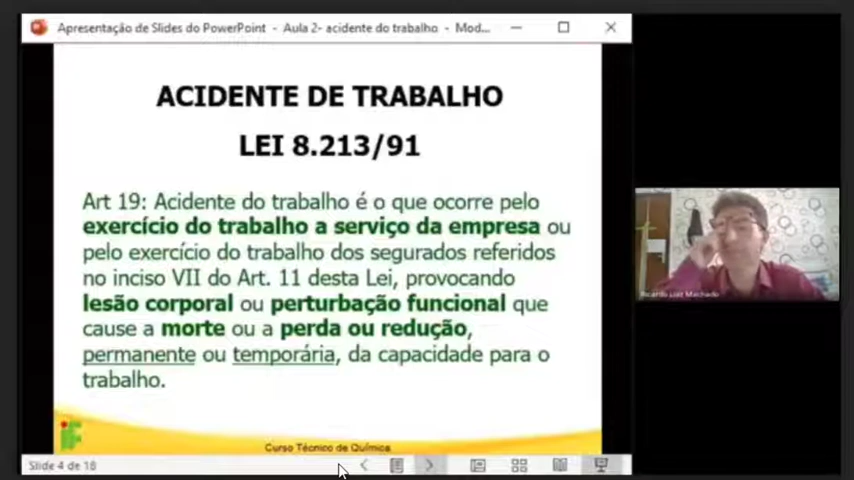 Apresentação de Slides do PowerPoint - Aula 2- acidente do trabalho - Mod...
ACIDENTE DE TRABALHO
LEI 8.213/91
Art 19: Acidente do trabalho é o que ocorre pelo
exercício do trabalho a serviço da empresa ou
pelo exercício do trabalho dos segurados referidos
no inciso VII do Art. 11 desta Lei, provocando
lesão corporal ou perturbação funcional que
cause a morte ou a perda ou redução,
permanente ou temporária, da capacidade para o
trabalho.
Curso Técnico de Química
Slide 4 de 18
Ricardo Luiz Machado